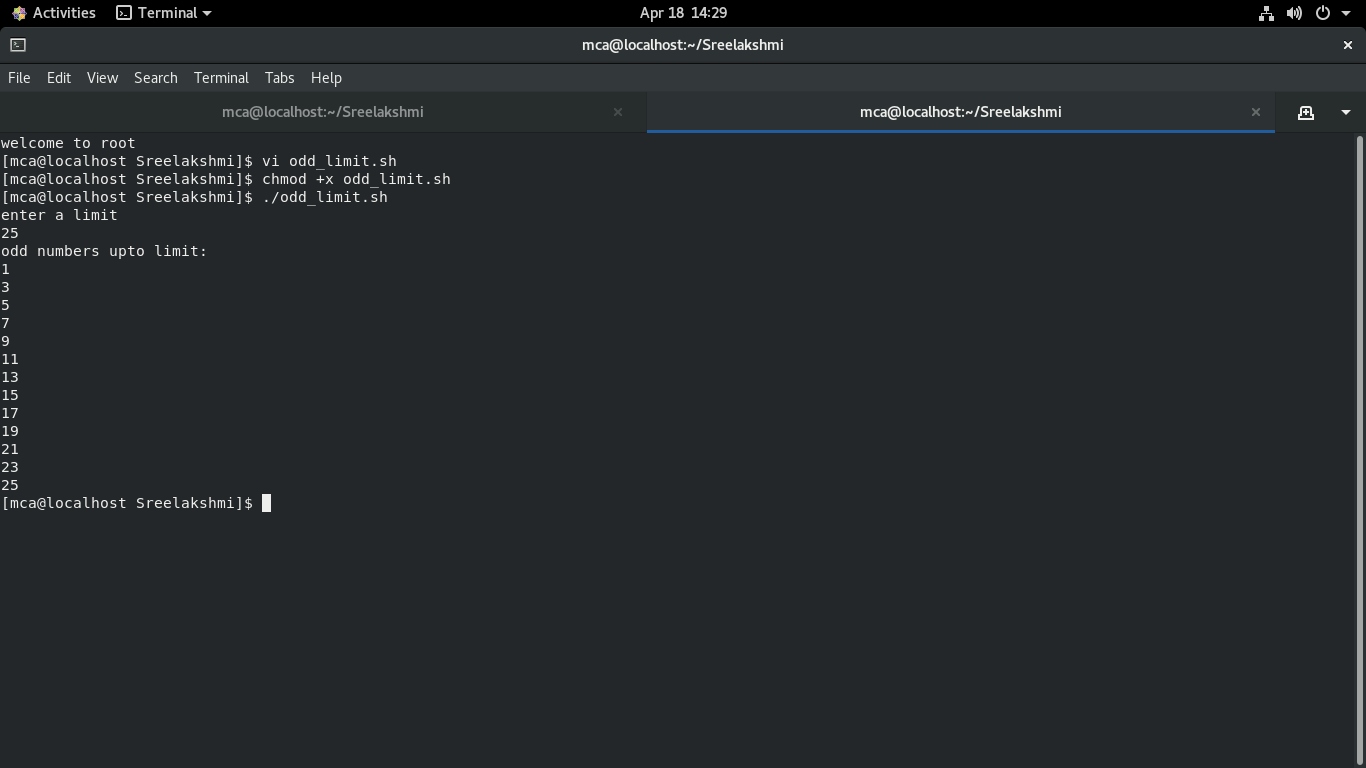 Activities Terminal Apr 18 14:29
mca@localhost:~/Sreelakshmi
File Edit View Search Terminal Tabs Help
mca@localhost:~/Sreelakshmi mca@localhost:~/Sreelakshmi
welcome to root
[mca@localhost Sreelakshmi]$ vi odd_limit.sh
[mca@localhost Sreelakshmi]$ chmod +x odd_limit.sh
[mca@localhost Sreelakshmi]$ ./odd_limit.sh
enter a limit
25
odd numbers upto limit:
1
3
5
7
9
11
13
15
17
19
21
23
25
[mca@localhost Sreelakshmi]$